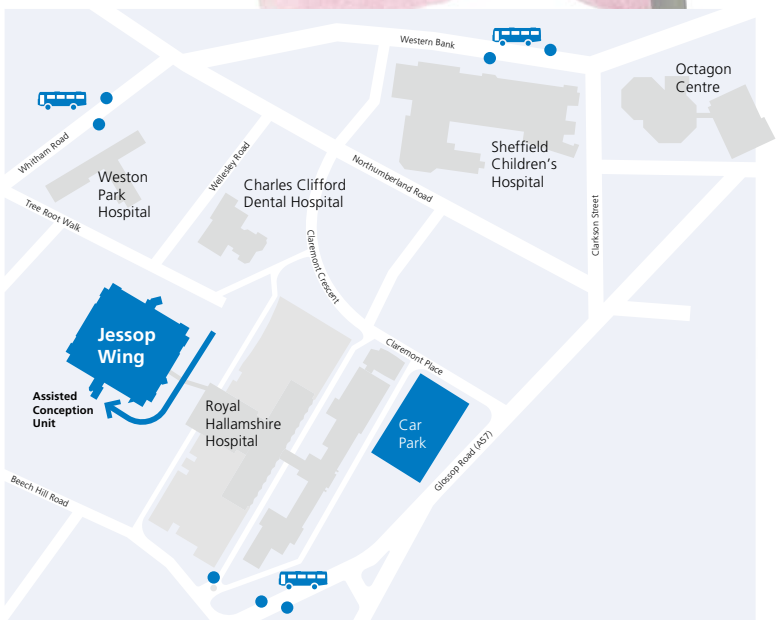 Western Bank
Octagon
Centre
Whitham Road
Sheffield
Children's
Hospital
Weston
Park
Hospital
Wellesley Road
Charles Clifford
Dental Hospital
Northumberland Road
Tree Root Walk
Clarkson Street
Claremont Crescent
Jessop
Wing
Claremont Place
Assisted
Conception
Unit
Royal
Hallamshire
Hospital
Car
Park
Glossop Road (A57)
Beech Hill Road